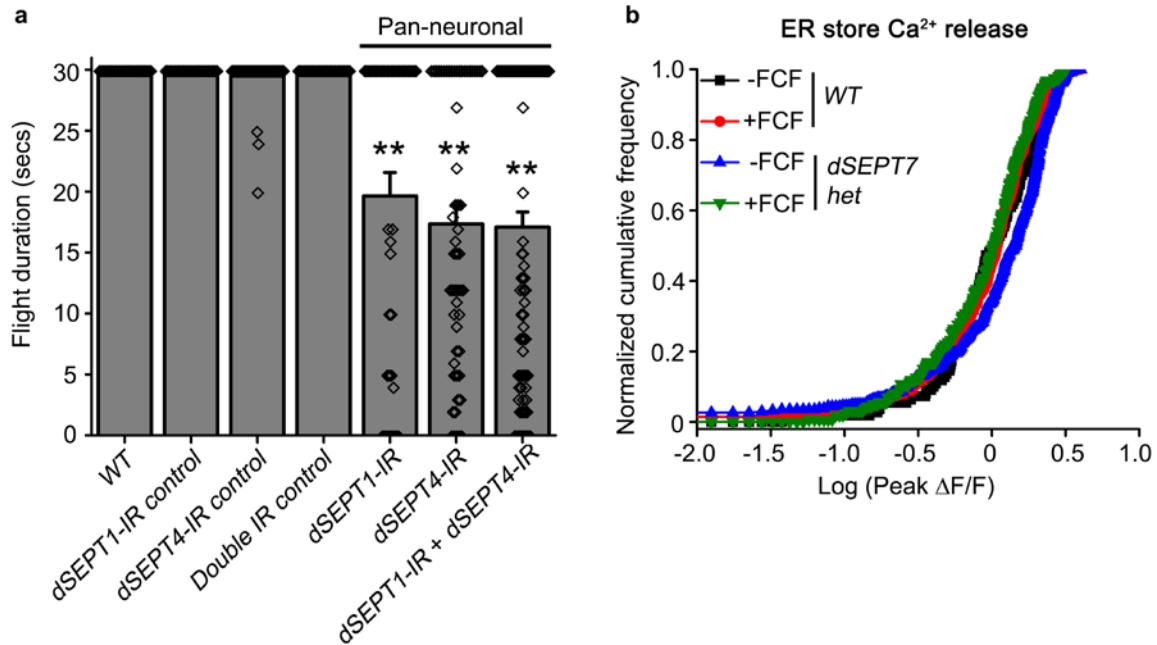 a
Pan-neuronal
30
25
20
15
10
5
0
Flight duration (secs)
**
**
**
WT
dSEPT1-IR control
dSEPT4-IR control
Double IR control
dSEPT1-IR
dSEPT4-IR
dSEPT1-IR + dSEPT4-IR
b
ER store Ca²⁺ release
1.0
0.8
0.6
0.4
0.2
0
Normalized cumulative frequency
-FCF
+FCF
WT
-FCF
+FCF
dSEPT7
het
-2.0 -1.5 -1.0 -0.5 0 0.5 1.0
Log (Peak ΔF/F)